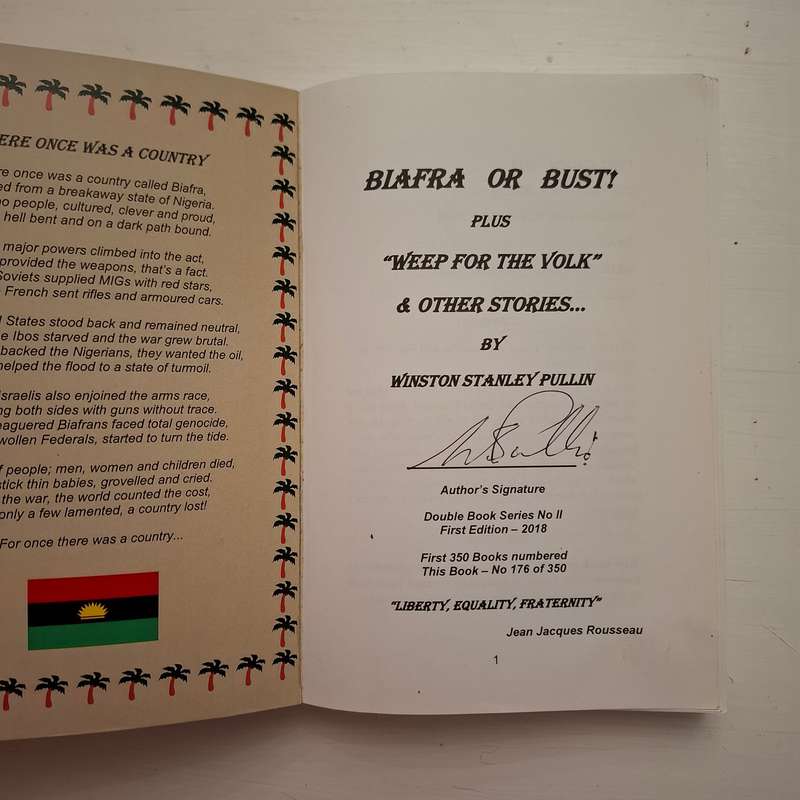 ERE ONCE WAS A COUNTRY
re once was a country called Biafra,
ed from a breakaway state of Nigeria.
oo people, cultured, clever and proud,
hell bent and on a dark path bound.
major powers climbed into the act,
provided the weapons, that's a fact.
Soviets supplied MIGs with red stars,
French sent rifles and armoured cars.
d States stood back and remained neutral,
e Ibos starved and the war grew brutal.
backed the Nigerians, they wanted the oil,
helped the flood to a state of turmoil.
sraelis also enjoined the arms race,
ng both sides with guns without trace.
eaguered Biafrans faced total genocide,
wollen Federals, started to turn the tide.
of people; men, women and children died,
stick thin babies, grovelled and cried.
the war, the world counted the cost,
only a few lamented, a country lost!
For once there was a country...
BIAFRA OR BUST!
PLUS
“WEEP FOR THE VOLK”
& OTHER STORIES...
BY
WINSTON STANLEY PULLIN
Author's Signature
Double Book Series No II
First Edition – 2018
First 350 Books numbered
This Book – No 176 of 350
“LIBERTY, EQUALITY, FRATERNITY”
Jean Jacques Rousseau
1